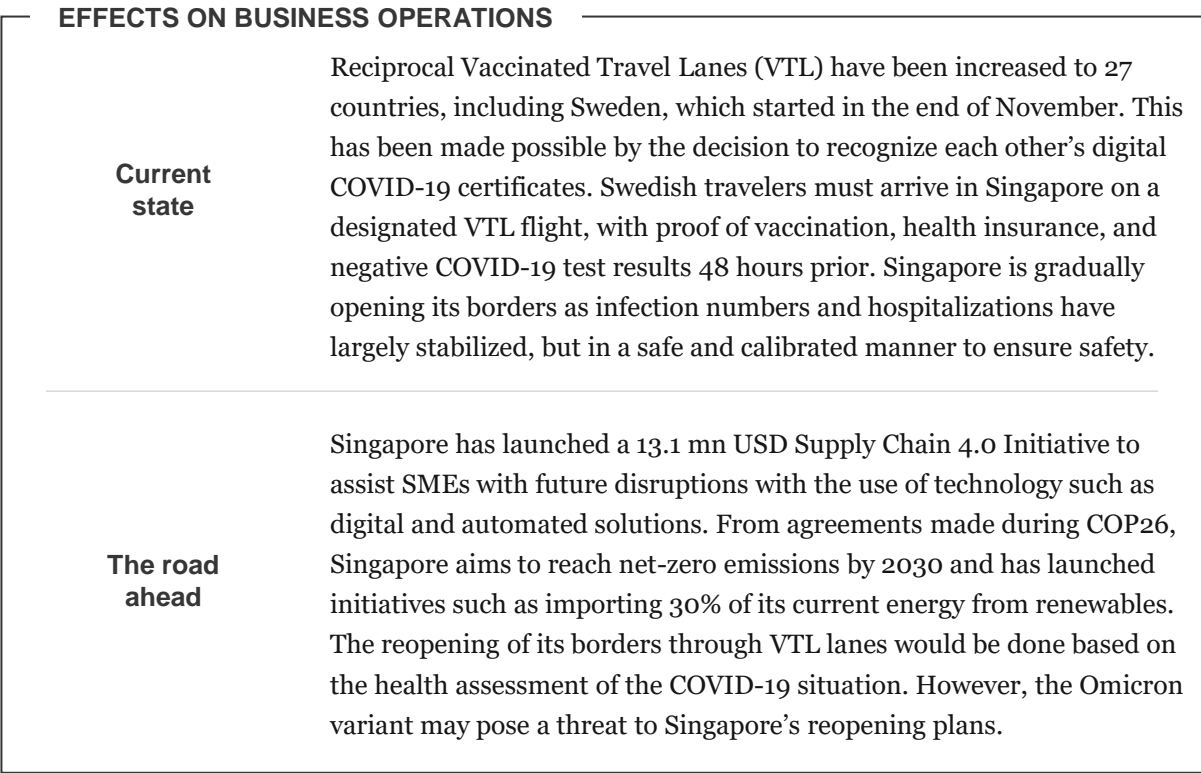 EFFECTS ON BUSINESS OPERATIONS
Current
state
Reciprocal Vaccinated Travel Lanes (VTL) have been increased to 27
countries, including Sweden, which started in the end of November. This
has been made possible by the decision to recognize each other’s digital
COVID-19 certificates. Swedish travelers must arrive in Singapore on a
designated VTL flight, with proof of vaccination, health insurance, and
negative COVID-19 test results 48 hours prior. Singapore is gradually
opening its borders as infection numbers and hospitalizations have
largely stabilized, but in a safe and calibrated manner to ensure safety.
The road
ahead
Singapore has launched a 13.1 mn USD Supply Chain 4.0 Initiative to
assist SMEs with future disruptions with the use of technology such as
digital and automated solutions. From agreements made during COP26,
Singapore aims to reach net-zero emissions by 2030 and has launched
initiatives such as importing 30% of its current energy from renewables.
The reopening of its borders through VTL lanes would be done based on
the health assessment of the COVID-19 situation. However, the Omicron
variant may pose a threat to Singapore’s reopening plans.